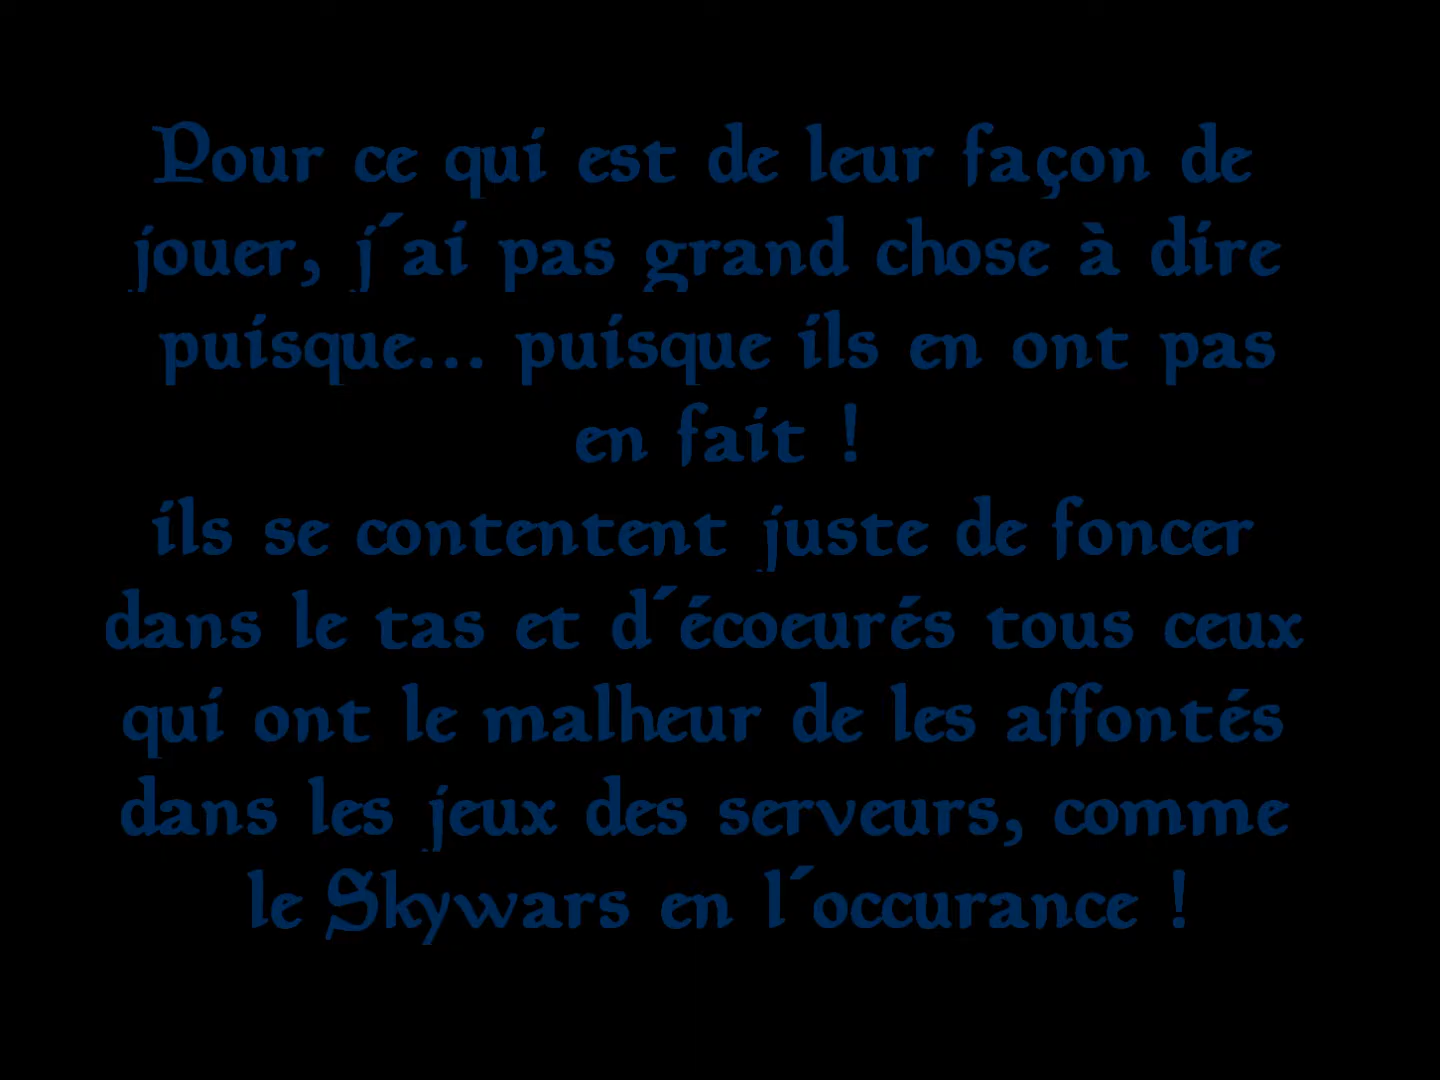 Pour ce qui est de leur façon de
jouer, j´ai pas grand chose à dire
puisque... puisque ils en ont pas
en fait !
ils se contentent juste de foncer
dans le tas et d´écoeurés tous ceux
qui ont le malheur de les affontés
dans les jeux des serveurs, comme
le Skywars en l´occurance !